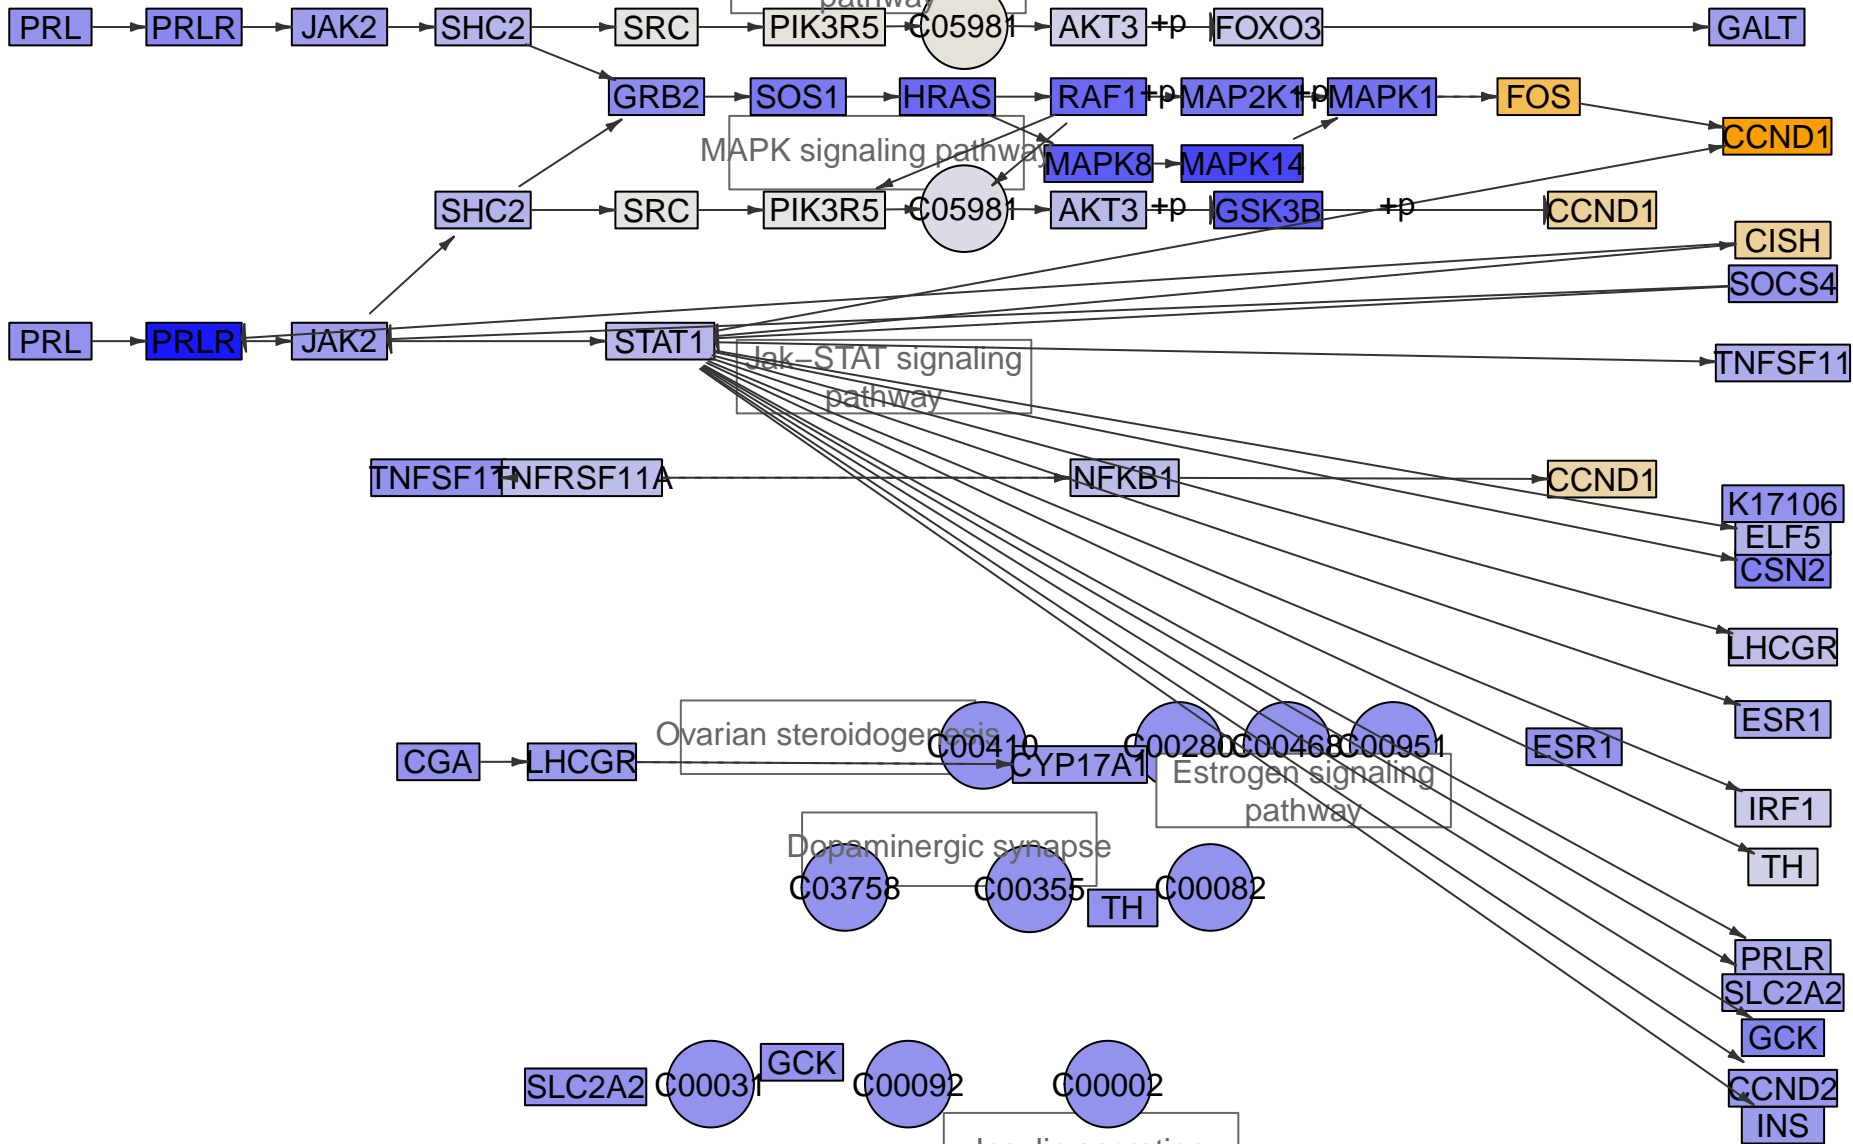 pathway
PRL PRLR JAK2 SHC2 SRC PIK3R5 C05981 AKT3 +p FOXO3 GALT
GRB2 SOS1 HRAS RAF1 +p MAP2K1 +p MAPK1 FOS
CCND1
MAPK signaling pathway
MAPK8 MAPK14
SHC2 SRC PIK3R5 C05981 AKT3 +p GSK3B +p CCND1
CISH
SOCS4
PRL PRLR JAK2 STAT1
Jak–STAT signaling
pathway
TNFSF11
TNFSF11 TNFRSF11A NFKB1 CCND1
K17106
ELF5
CSN2
LHCGR
ESR1
Ovarian steroidogenesis
C00410 C00280 C00468 C00951 ESR1
CGA LHCGR CYP17A1
Estrogen signaling
pathway
IRF1
Dopaminergic synapse
TH
C03758 C00355 TH C00082
PRLR
SLC2A2
GCK
GCK
SLC2A2 C00031 C00092 C00002
CCND2
INS
Insulin secretion